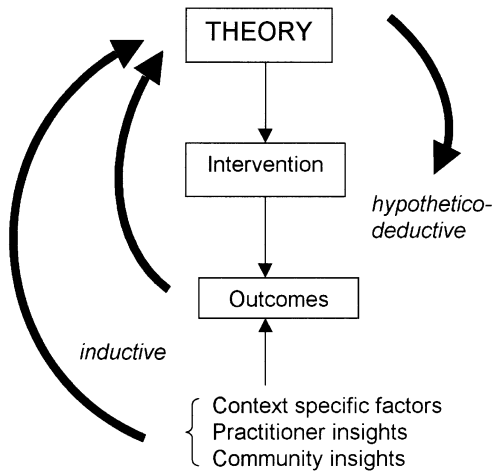 THEORY
Intervention
hypothetico-
deductive
Outcomes
inductive
Context specific factors
Practitioner insights
Community insights